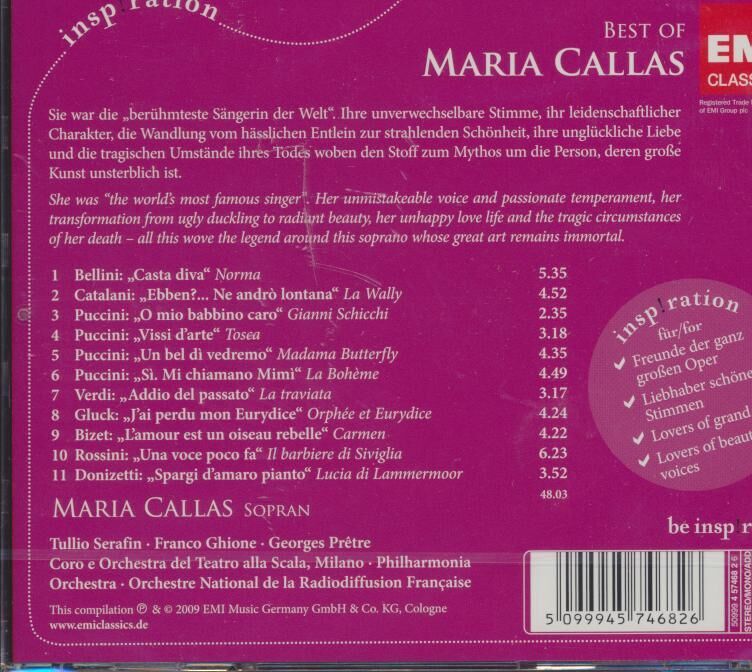 insp!ration
BEST OF
MARIA CALLAS
EM
CLASS
Registered Trade
of EMI Group plc
Sie war die „berühmteste Sängerin der Welt“. Ihre unverwechselbare Stimme, ihr leidenschaftlicher
Charakter, die Wandlung vom hässlichen Entlein zur strahlenden Schönheit, ihre unglückliche Liebe
und die tragischen Umstände ihres Todes woben den Stoff zum Mythos um die Person, deren große
Kunst unsterblich ist.
She was “the world's most famous singer”. Her unmistakeable voice and passionate temperament, her
transformation from ugly duckling to radiant beauty, her unhappy love life and the tragic circumstances
of her death – all this wove the legend around this soprano whose great art remains immortal.
1 Bellini: „Casta diva“ Norma 5.35
2 Catalani: „Ebben?... Ne andrò lontana“ La Wally 4.52
3 Puccini: „O mio babbino caro“ Gianni Schicchi 2.35
4 Puccini: „Vissi d'arte“ Tosea 3.18
5 Puccini: „Un bel dì vedremo“ Madama Butterfly 4.35
6 Puccini: „Sì. Mi chiamano Mimì“ La Bohème 4.49
7 Verdi: „Addio del passato“ La traviata 3.17
8 Gluck: „J'ai perdu mon Eurydice“ Orphée et Eurydice 4.24
9 Bizet: „L'amour est un oiseau rebelle“ Carmen 4.22
10 Rossini: „Una voce poco fa“ Il barbiere di Siviglia 6.23
11 Donizetti: „Spargi d'amaro pianto“ Lucia di Lammermoor 3.52
48.03
insp!ration
für/for
Freunde der ganz
großen Oper
Liebhaber schöne
Stimmen
Lovers of grand
Lovers of beaut
voices
MARIA CALLAS SOPRAN
be insp!r
Tullio Serafin · Franco Ghione · Georges Prêtre
Coro e Orchestra del Teatro alla Scala, Milano · Philharmonia
Orchestra · Orchestre National de la Radiodiffusion Française
This compilation ℗ & © 2009 EMI Music Germany GmbH & Co. KG, Cologne
www.emiclassics.de
5 099945 746826
50999 4 57468 2 6
STEREO/MONO/ADD